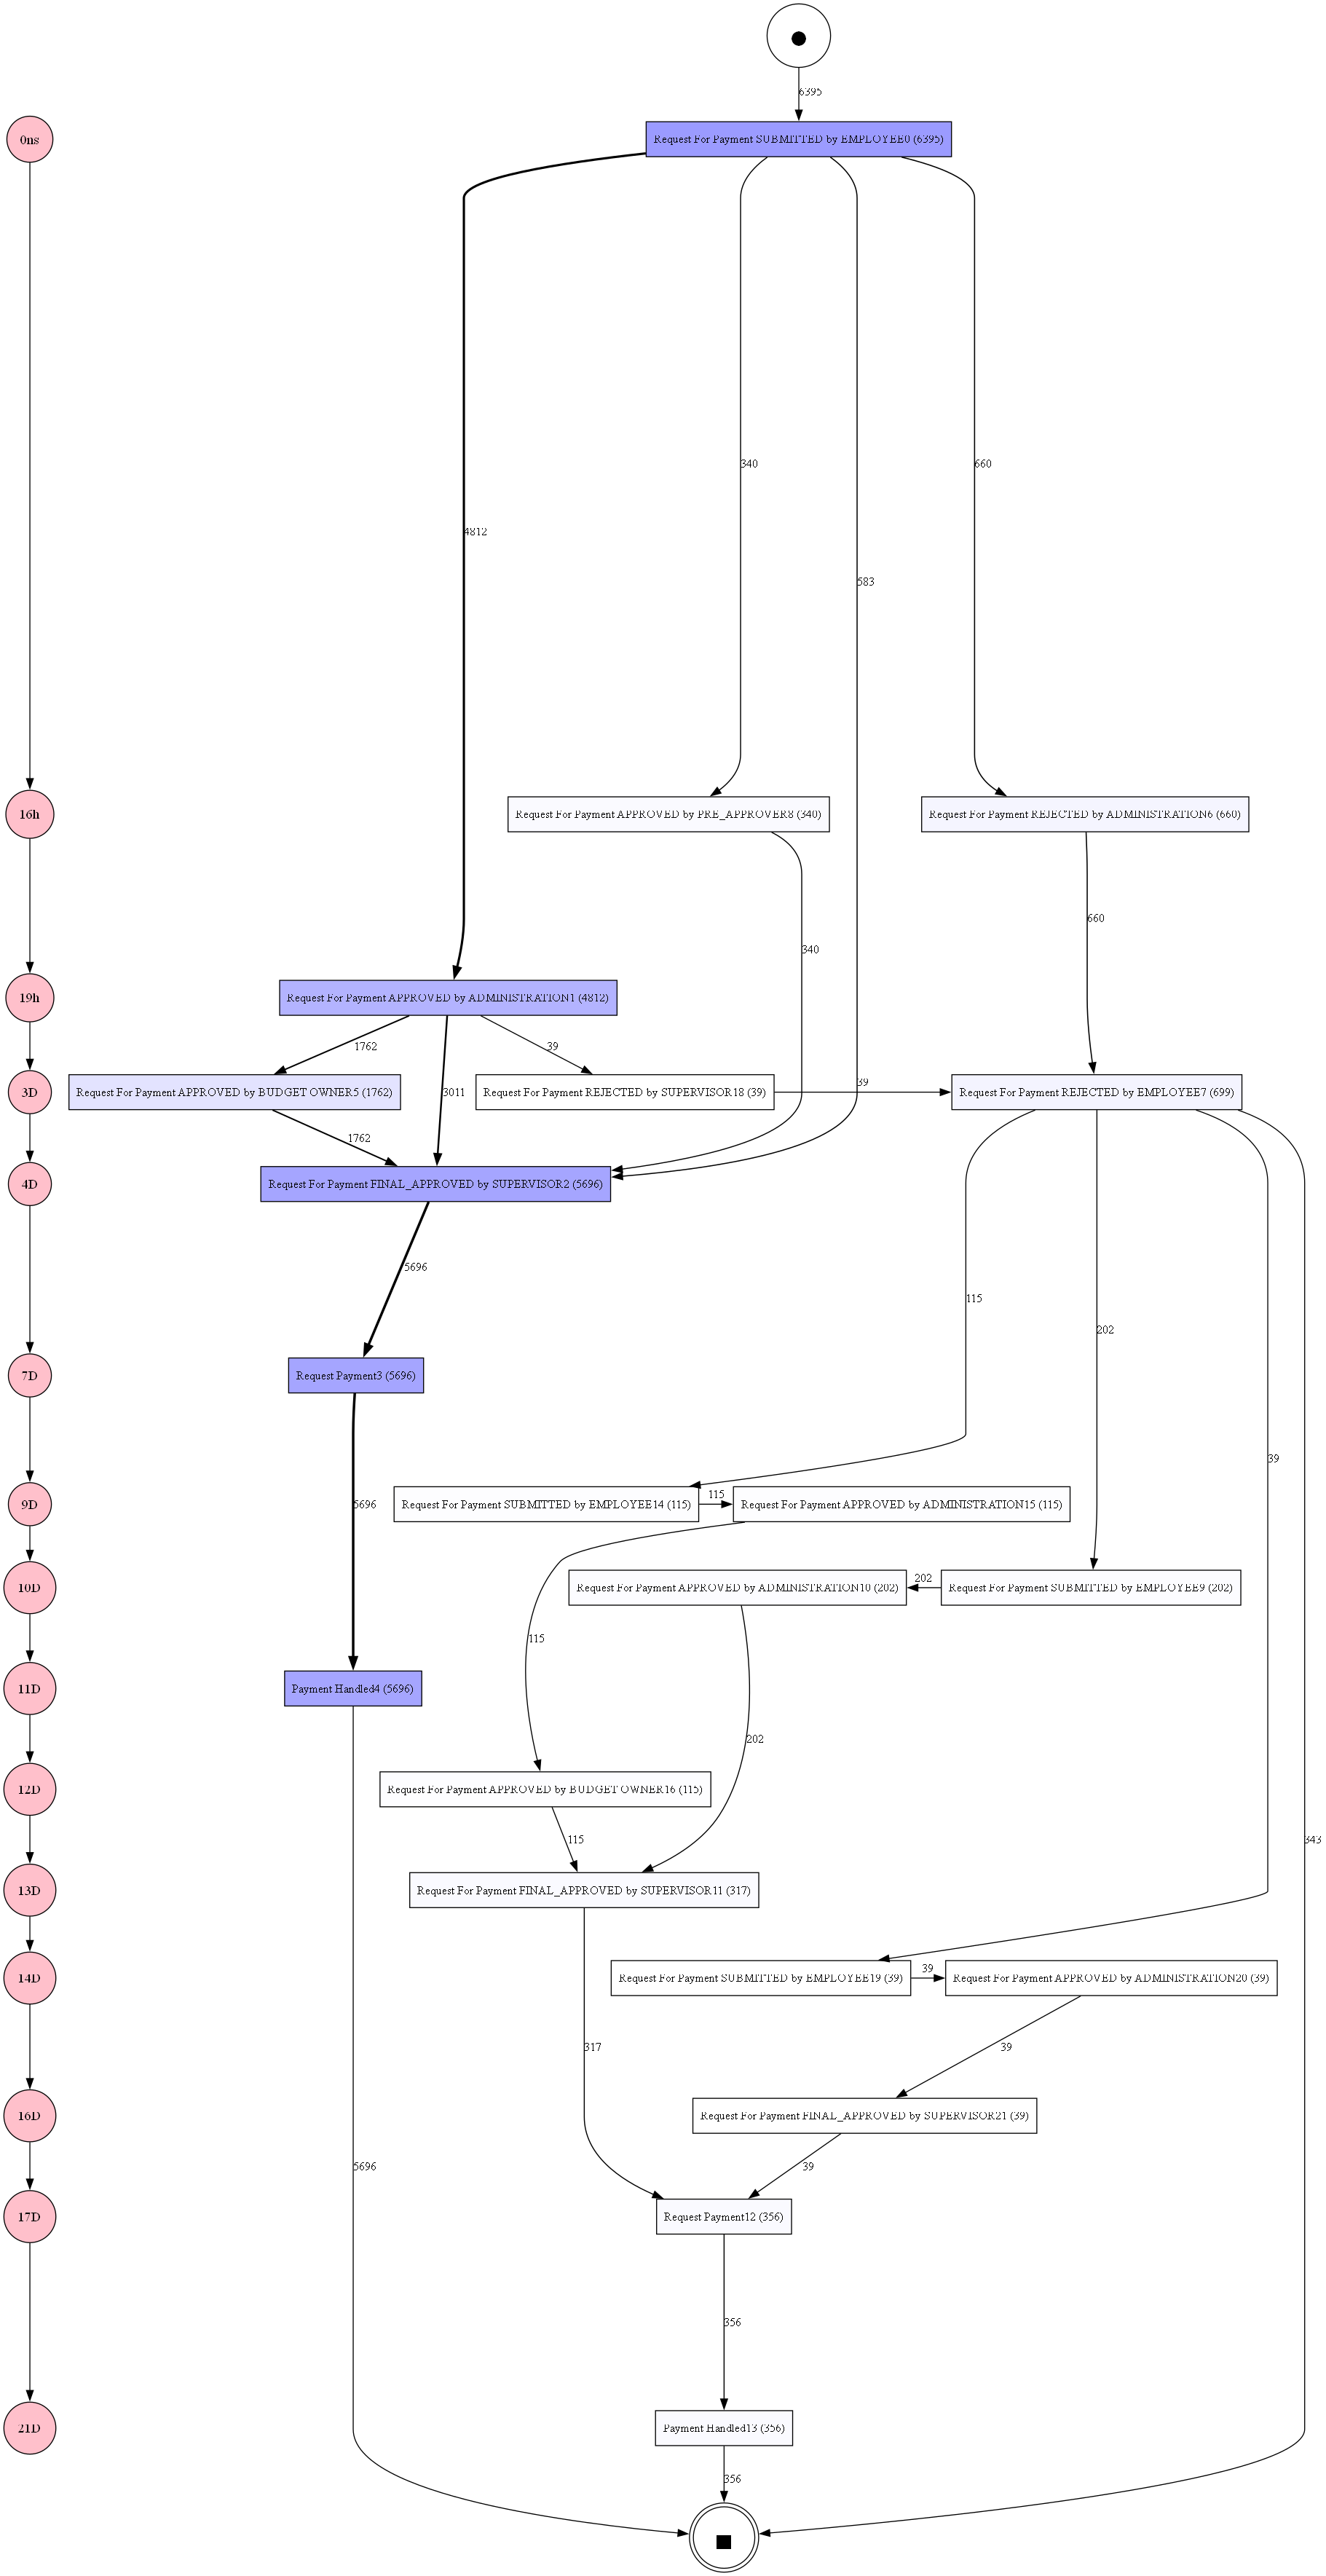 6395
0ns
Request For Payment SUBMITTED by EMPLOYEE0 (6395)
340
660
4812
583
16h
Request For Payment APPROVED by PRE_APPROVER8 (340)
Request For Payment REJECTED by ADMINISTRATION6 (660)
660
340
19h
Request For Payment APPROVED by ADMINISTRATION1 (4812)
1762
39
3D
Request For Payment APPROVED by BUDGET OWNER5 (1762)
3011
Request For Payment REJECTED by SUPERVISOR18 (39)
39
Request For Payment REJECTED by EMPLOYEE7 (699)
1762
4D
Request For Payment FINAL_APPROVED by SUPERVISOR2 (5696)
5696
115
202
7D
Request Payment3 (5696)
39
9D
5696
Request For Payment SUBMITTED by EMPLOYEE14 (115)
115
Request For Payment APPROVED by ADMINISTRATION15 (115)
10D
Request For Payment APPROVED by ADMINISTRATION10 (202)
202
Request For Payment SUBMITTED by EMPLOYEE9 (202)
115
11D
Payment Handled4 (5696)
202
12D
Request For Payment APPROVED by BUDGET OWNER16 (115)
115
343
13D
Request For Payment FINAL_APPROVED by SUPERVISOR11 (317)
14D
Request For Payment SUBMITTED by EMPLOYEE19 (39)
39
Request For Payment APPROVED by ADMINISTRATION20 (39)
317
39
16D
Request For Payment FINAL_APPROVED by SUPERVISOR21 (39)
5696
39
17D
Request Payment12 (356)
356
21D
Payment Handled13 (356)
356